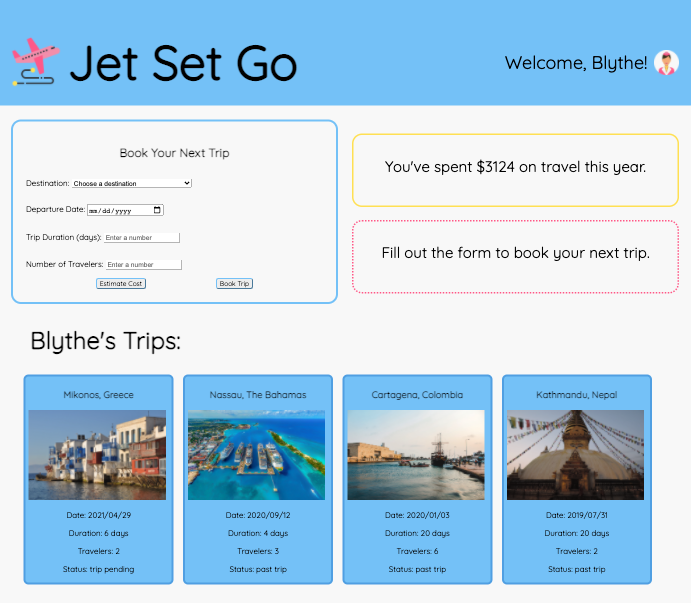 Jet Set Go
Welcome, Blythe!
Book Your Next Trip
Destination: Choose a destination
Departure Date: mm/dd/yyyy
Trip Duration (days): Enter a number
Number of Travelers: Enter a number
Estimate Cost
Book Trip
You've spent $3124 on travel this year.
Fill out the form to book your next trip.
Blythe's Trips:
Mikonos, Greece
Date: 2021/04/29
Duration: 6 days
Travelers: 2
Status: trip pending
Nassau, The Bahamas
Date: 2020/09/12
Duration: 4 days
Travelers: 3
Status: past trip
Cartagena, Colombia
Date: 2020/01/03
Duration: 20 days
Travelers: 6
Status: past trip
Kathmandu, Nepal
Date: 2019/07/31
Duration: 20 days
Travelers: 2
Status: past trip